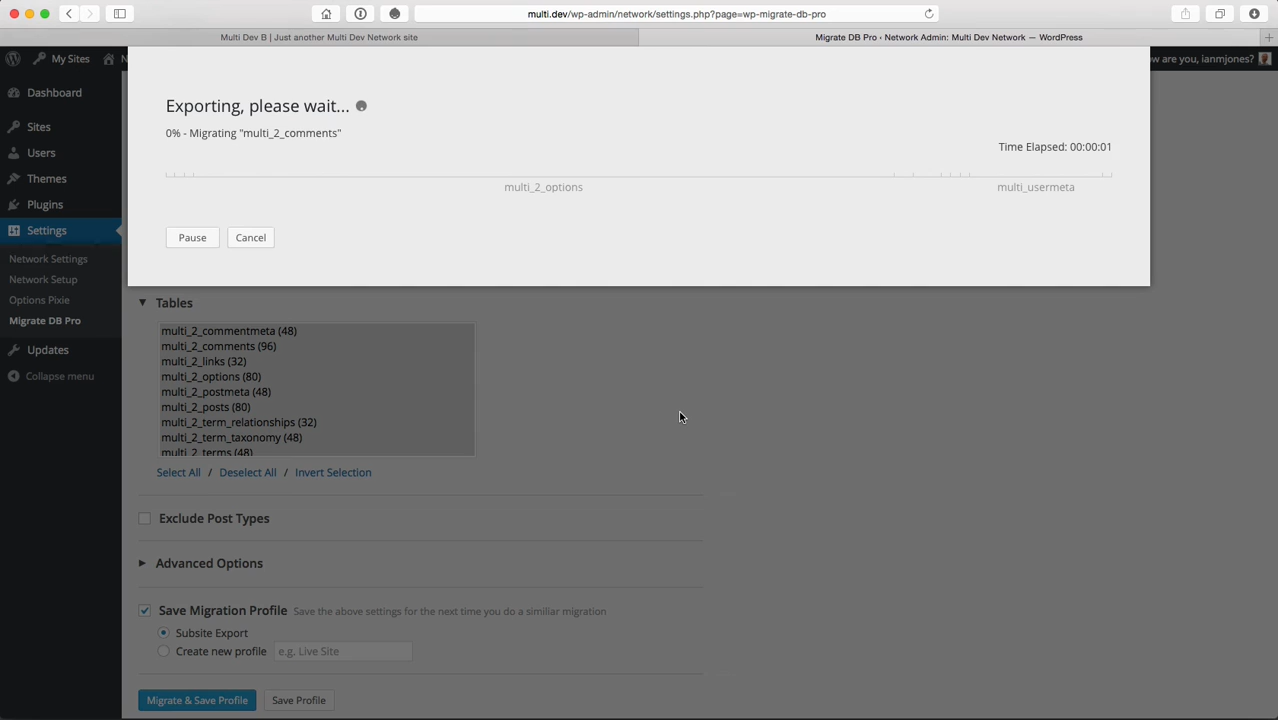 multi.dev/wp-admin/network/settings.php?page=wp-migrate-db-pro
Multi Dev B | Just another Multi Dev Network site
Migrate DB Pro ‹ Network Admin: Multi Dev Network — WordPress
My Sites
N
ow are you, ianmjones?
Dashboard
Sites
Users
Themes
Plugins
Settings
Network Settings
Network Setup
Options Pixie
Migrate DB Pro
Updates
Collapse menu
Exporting, please wait...
0% - Migrating "multi_2_comments"
Time Elapsed: 00:00:01
multi_2_options
multi_usermeta
Pause
Cancel
Tables
multi_2_commentmeta (48)
multi_2_comments (96)
multi_2_links (32)
multi_2_options (80)
multi_2_postmeta (48)
multi_2_posts (80)
multi_2_term_relationships (32)
multi_2_term_taxonomy (48)
multi_2_terms (48)
Select All / Deselect All / Invert Selection
Exclude Post Types
Advanced Options
Save Migration Profile Save the above settings for the next time you do a similiar migration
Subsite Export
Create new profile e.g. Live Site
Migrate & Save Profile
Save Profile